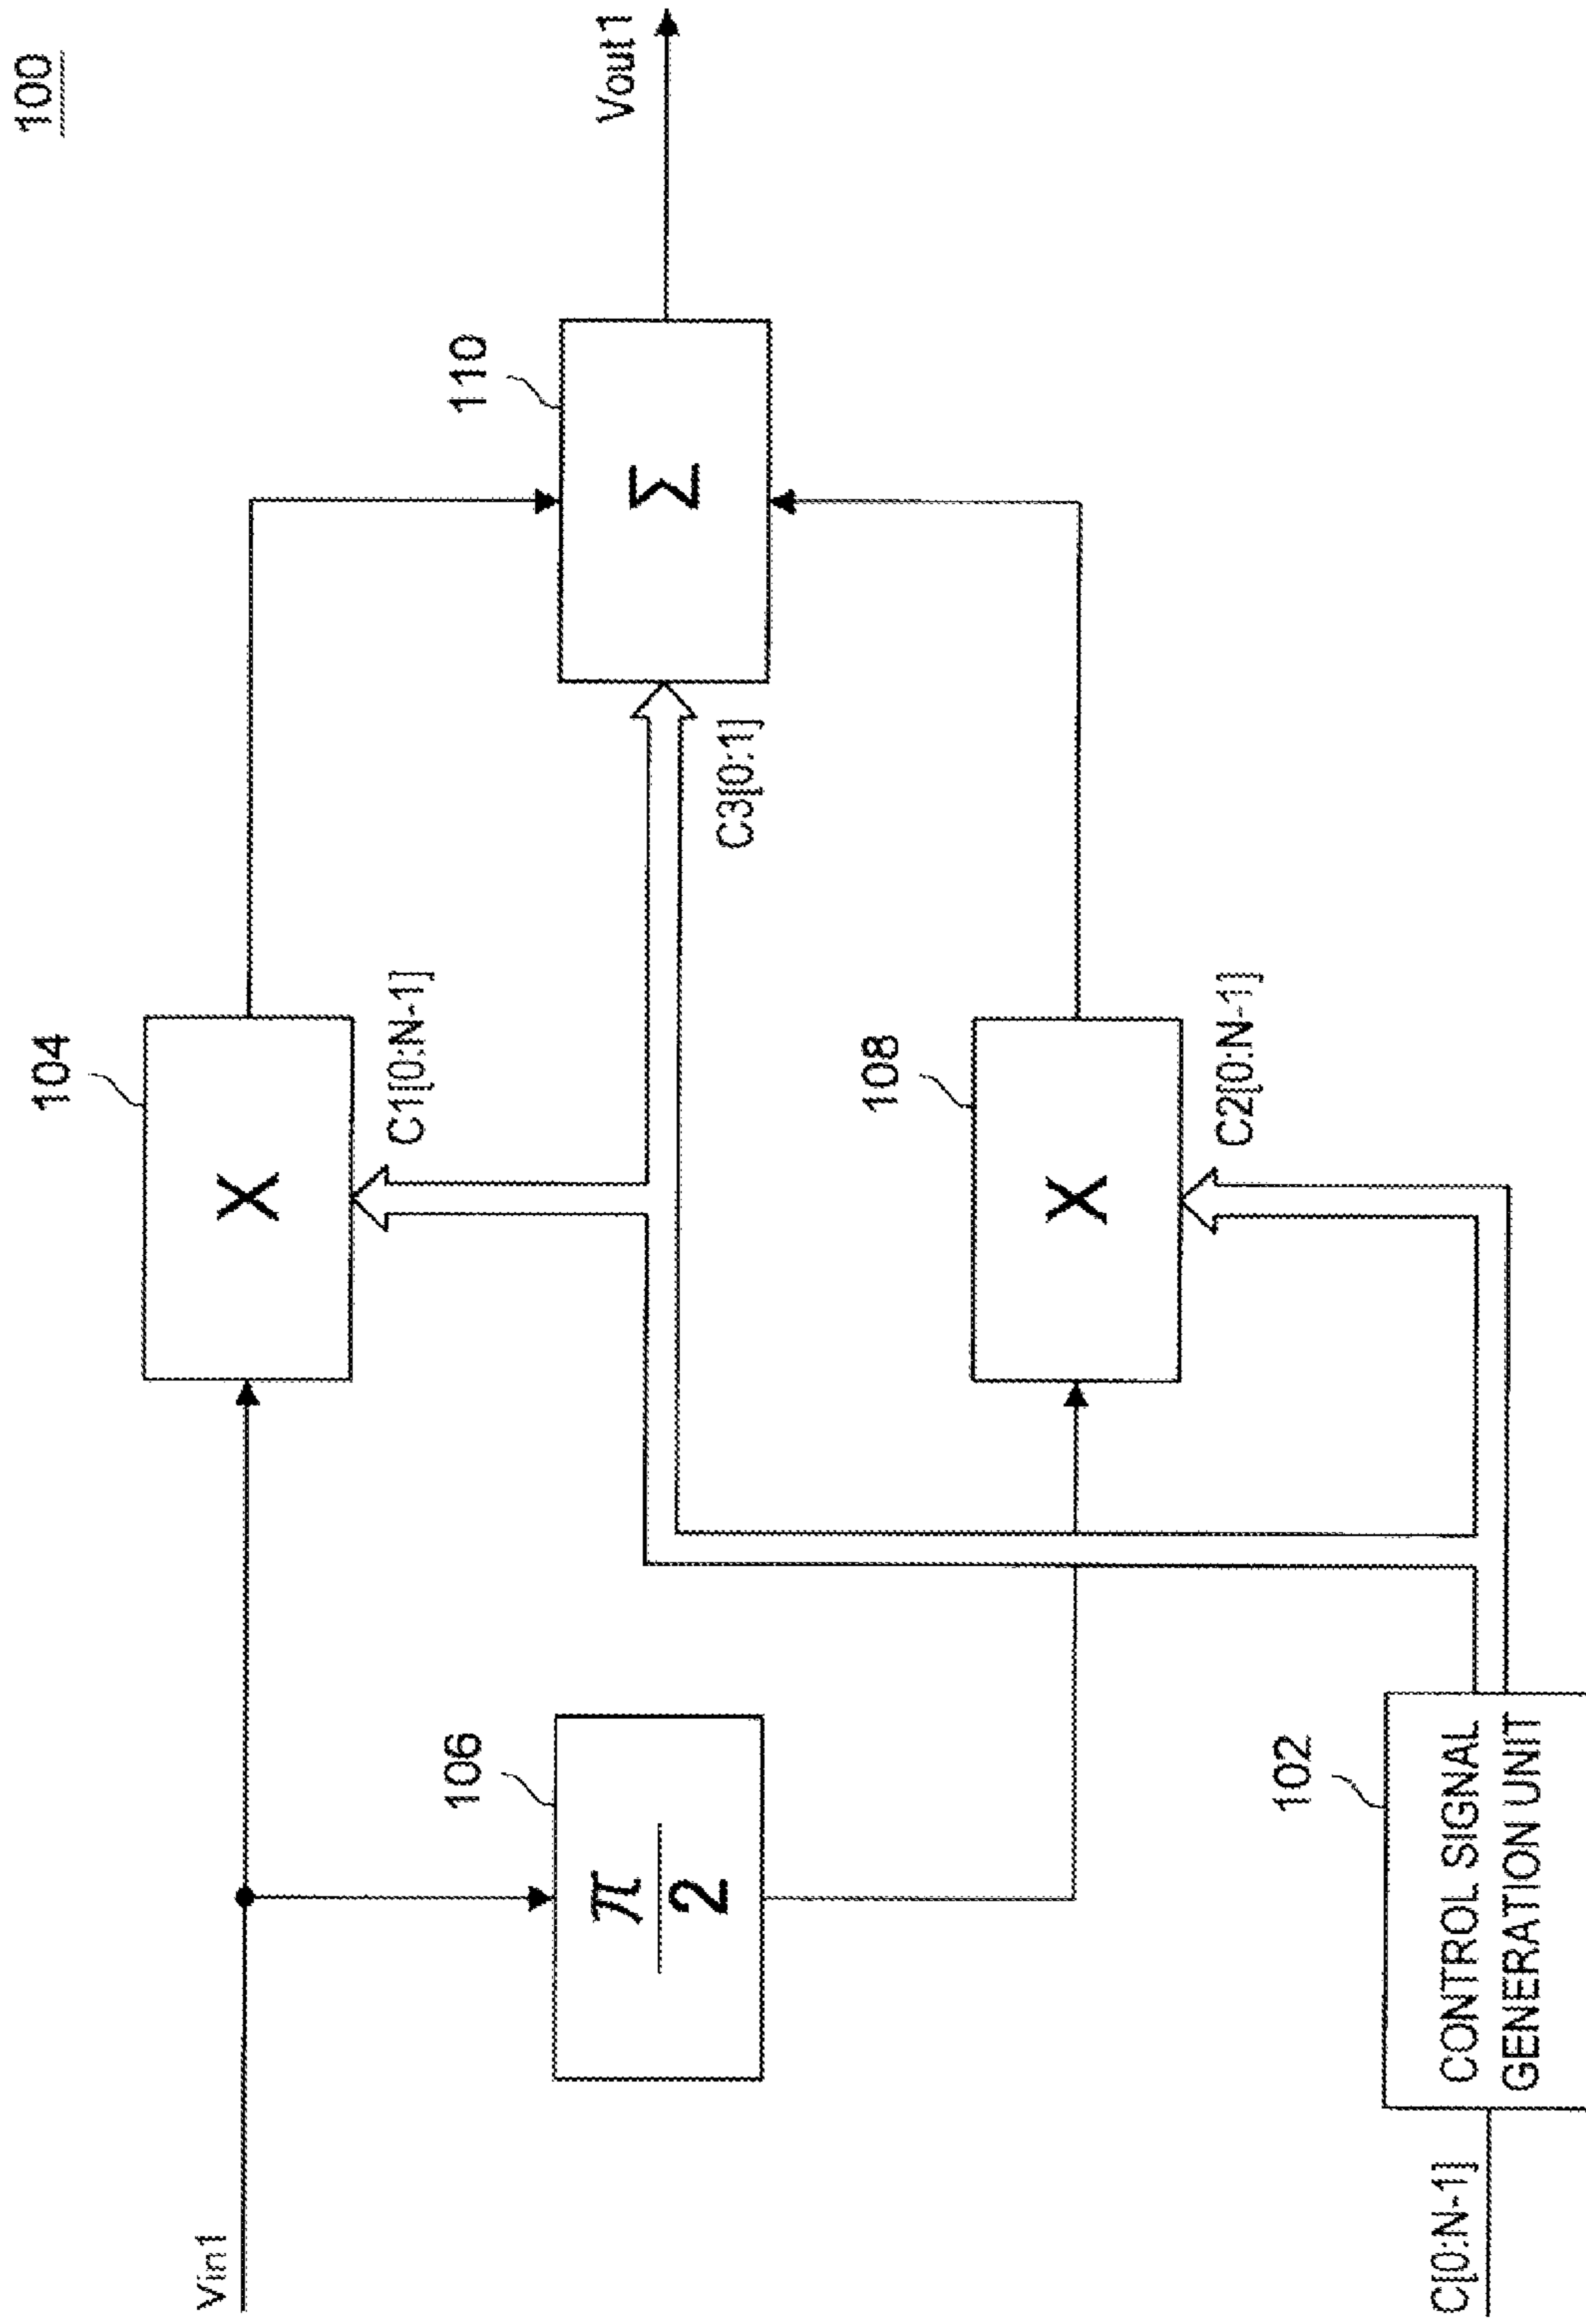 100
Vin1
104
X
C1[0:N-1]
106
π
2
110
Σ
Vout1
C3[0:1]
108
X
C2[0:N-1]
102
CONTROL SIGNAL
GENERATION UNIT
C[0:N-1]